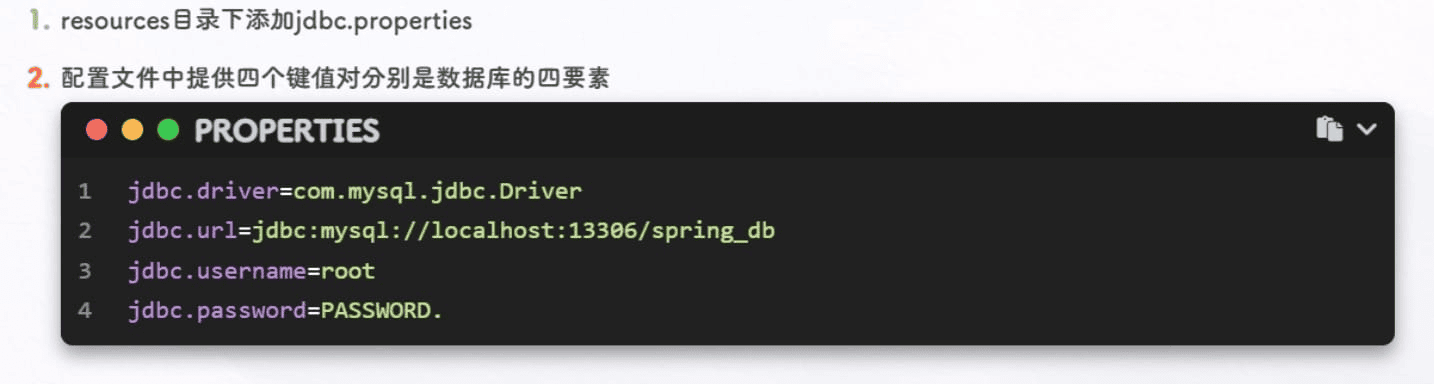 1. resources目录下添加jdbc.properties
2. 配置文件中提供四个键值对分别是数据库的四要素
PROPERTIES
1 jdbc.driver=com.mysql.jdbc.Driver
2 jdbc.url=jdbc:mysql://localhost:13306/spring_db
3 jdbc.username=root
4 jdbc.password=PASSWORD.